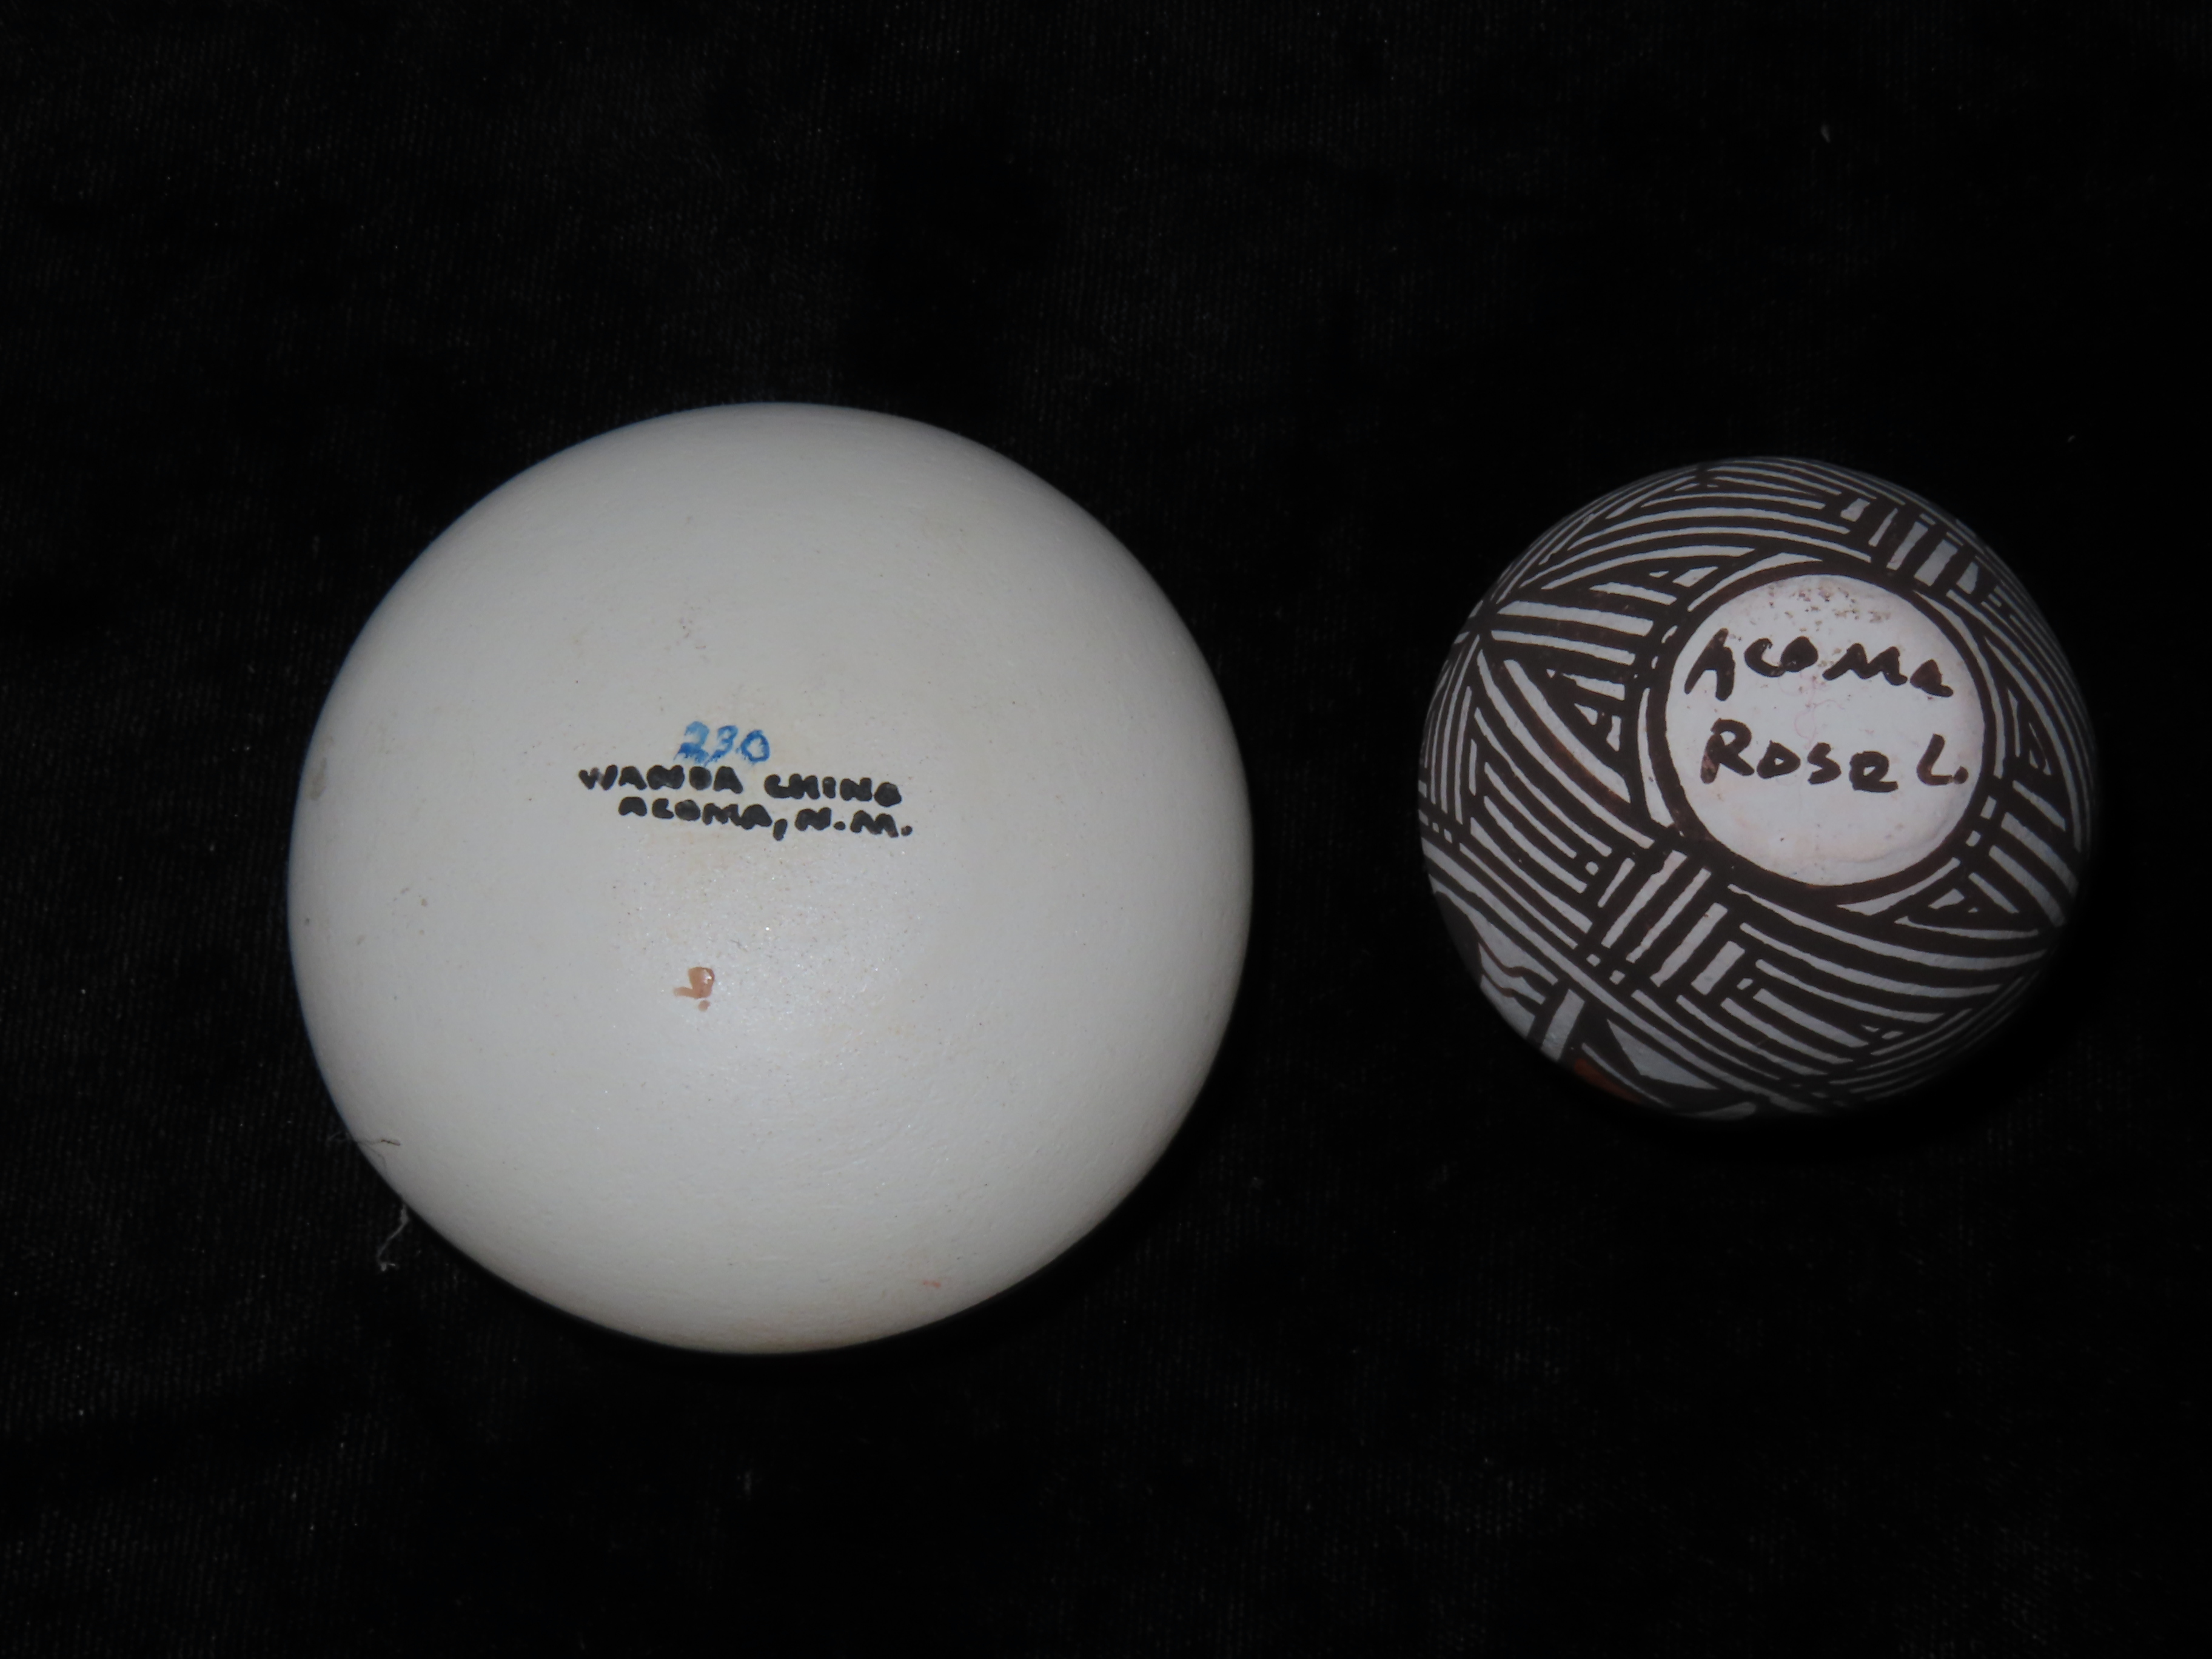 230
WANDA CHINO
ACOMA, N.M.
ACOMA
ROSE L.